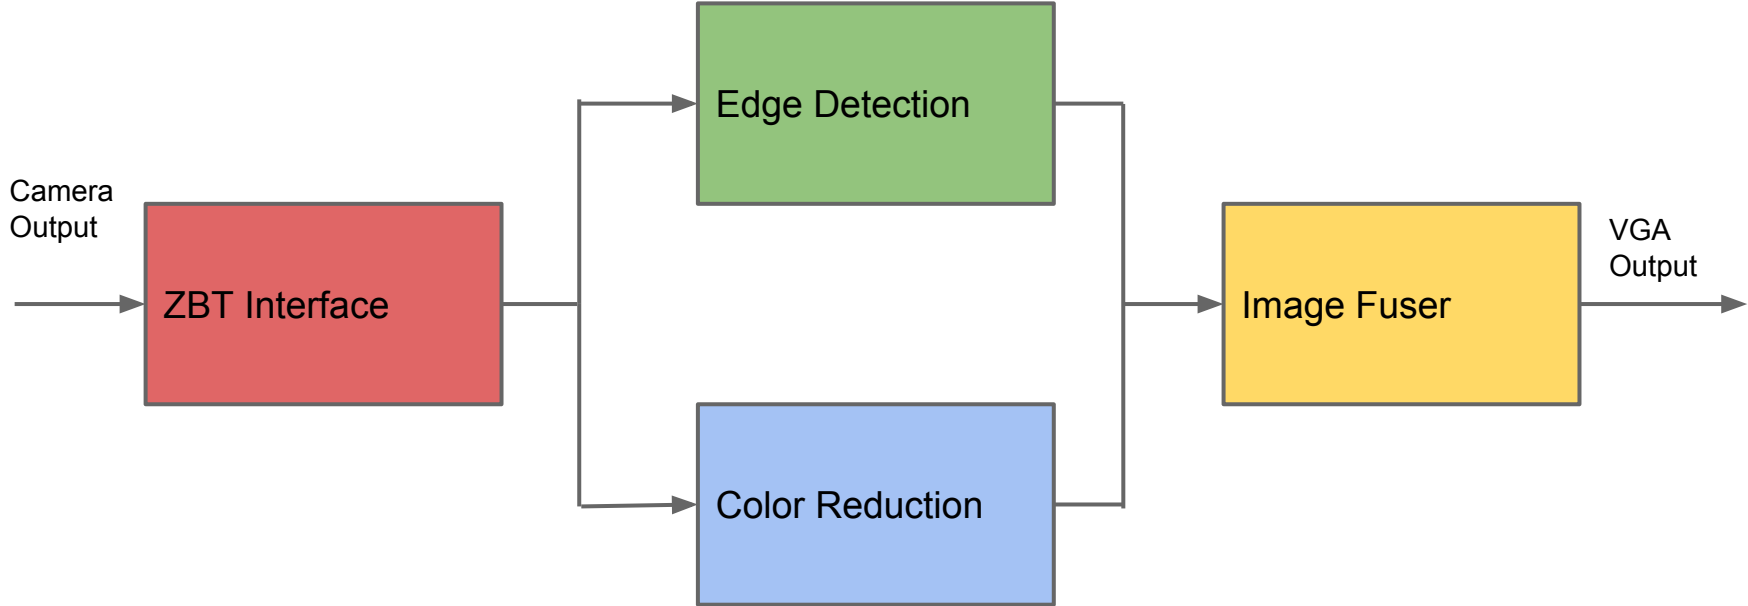 Camera
Output
ZBT Interface
Edge Detection
Color Reduction
Image Fuser
VGA
Output